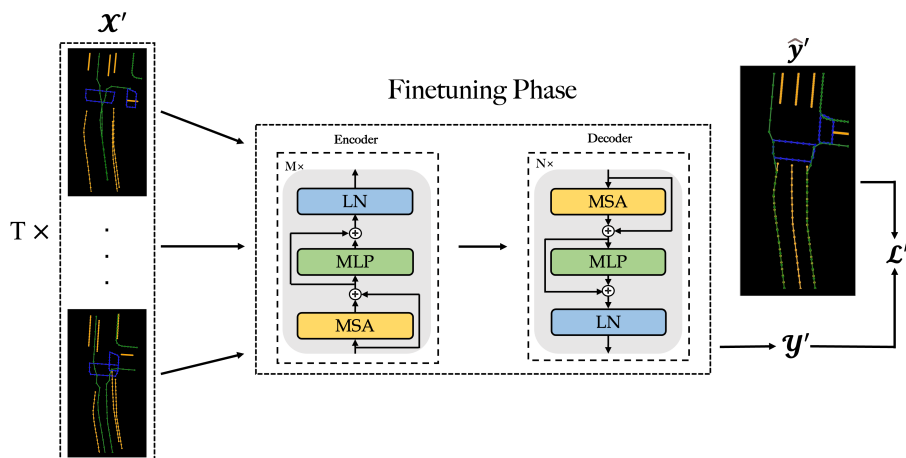 𝒳′
ŷ′
Finetuning Phase
Encoder
Decoder
M×
N×
LN
MSA
MLP
MLP
MSA
LN
T ×
.
.
.
ℒ′
𝒴′